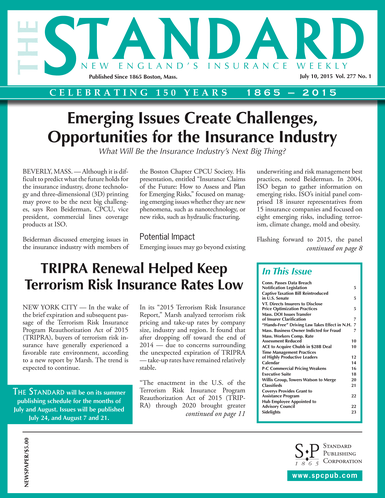 THE STANDARD
NEW ENGLAND'S INSURANCE WEEKLY
Published Since 1865 Boston, Mass.
July 10, 2015 Vol. 277 No. 1
CELEBRATING 150 YEARS 1865 – 2015
Emerging Issues Create Challenges,
Opportunities for the Insurance Industry
What Will Be the Insurance Industry's Next Big Thing?
BEVERLY, MASS. — Although it is dif-
ficult to predict what the future holds for
the insurance industry, drone technolo-
gy and three-dimensional (3D) printing
may prove to be the next big challeng-
es, says Ron Beiderman, CPCU, vice
president, commercial lines coverage
products at ISO.
Beiderman discussed emerging issues in
the insurance industry with members of
the Boston Chapter CPCU Society. His
presentation, entitled "Insurance Claims
of the Future: How to Assess and Plan
for Emerging Risks," focused on manag-
ing emerging issues whether they are new
phenomena, such as nanotechnology, or
new risks, such as hydraulic fracturing.
Potential Impact
Emerging issues may go beyond existing
underwriting and risk management best
practices, noted Beiderman. In 2004,
ISO began to gather information on
emerging risks. ISO's initial panel com-
prised 18 insurer representatives from
15 insurance companies and focused on
eight emerging risks, including terror-
ism, climate change, mold and obesity.
Flashing forward to 2015, the panel
continued on page 8
TRIPRA Renewal Helped Keep
Terrorism Risk Insurance Rates Low
NEW YORK CITY — In the wake of
the brief expiration and subsequent pas-
sage of the Terrorism Risk Insurance
Program Reauthorization Act of 2015
(TRIPRA), buyers of terrorism risk in-
surance have generally experienced a
favorable rate environment, according
to a new report by Marsh. The trend is
expected to continue.
In its "2015 Terrorism Risk Insurance
Report," Marsh analyzed terrorism risk
pricing and take-up rates by company
size, industry and region. It found that
after dropping off toward the end of
2014 — due to concerns surrounding
the unexpected expiration of TRIPRA
— take-up rates have remained relatively
stable.
"The enactment in the U.S. of the
Terrorism Risk Insurance Program
Reauthorization Act of 2015 (TRIP-
RA) through 2020 brought greater
continued on page 11
THE STANDARD will be on its summer
publishing schedule for the months of
July and August. Issues will be published
July 24, and August 7 and 21.
In This Issue
Com. Passes Data Breach
Notification Legislation 5
Captive Taxation Bill Reintroduced
in U.S. Senate 5
VT. Directs Insurers to Disclose
Price Optimization Practices 5
Mass. DOI Issues Transfer
of Insurer Clarification 7
"Hands-Free" Driving Law Takes Effect in N.H. 7
Mass. Business Owner Indicted for Fraud 7
Mass. Workers Comp. Rate
Assessment Reduced 10
ACE to Acquire Chubb in $28B Deal 10
Time Management Practices
of Highly Productive Leaders 12
Calendar 14
P-C Commercial Pricing Weakens 16
Executive Suite 18
Willis Group, Towers Watson to Merge 20
Classifieds 21
Coverys Provides Grant to
Assistance Program 22
Hub Employee Appointed to
Advisory Council 22
Sidelights 23
NEWSPAPER/$5.00
S:P
1865
STANDARD
PUBLISHING
CORPORATION
www.spcpub.com